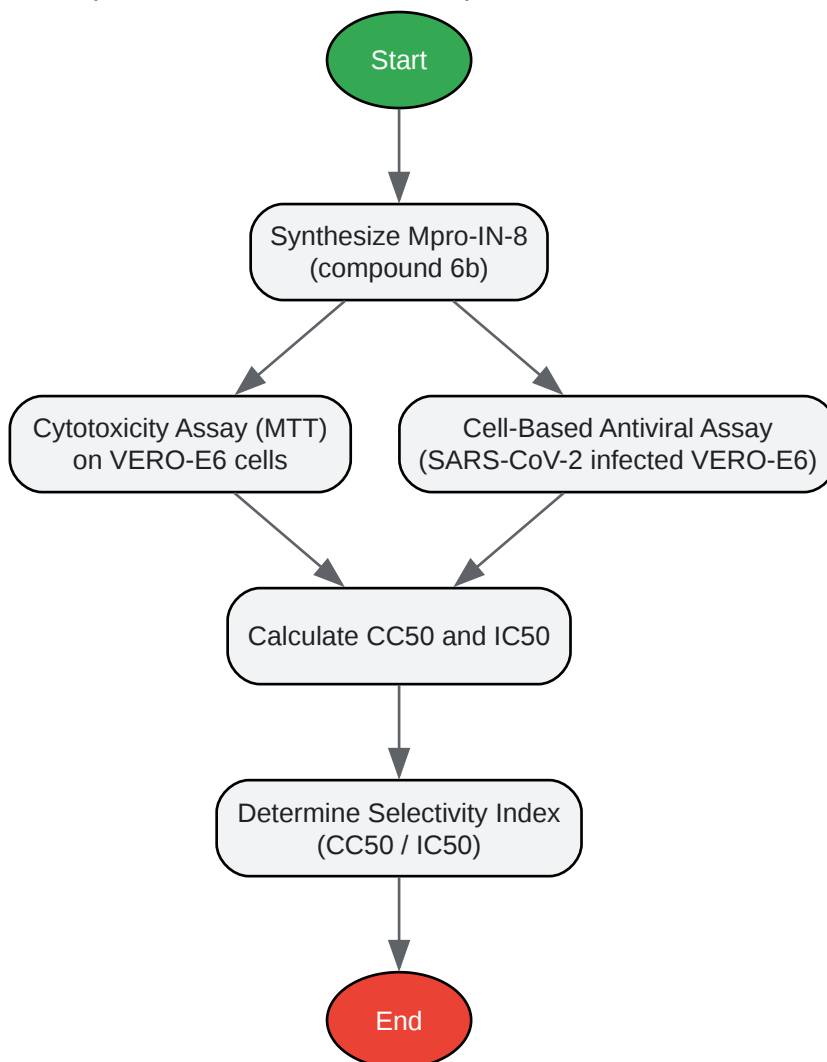 Start
Synthesize Mpro-IN-8
(compound 6b)
Cytotoxicity Assay (MTT)
on VERO-E6 cells
Cell-Based Antiviral Assay
(SARS-CoV-2 infected VERO-E6)
Calculate CC50 and IC50
Determine Selectivity Index
(CC50 / IC50)
End